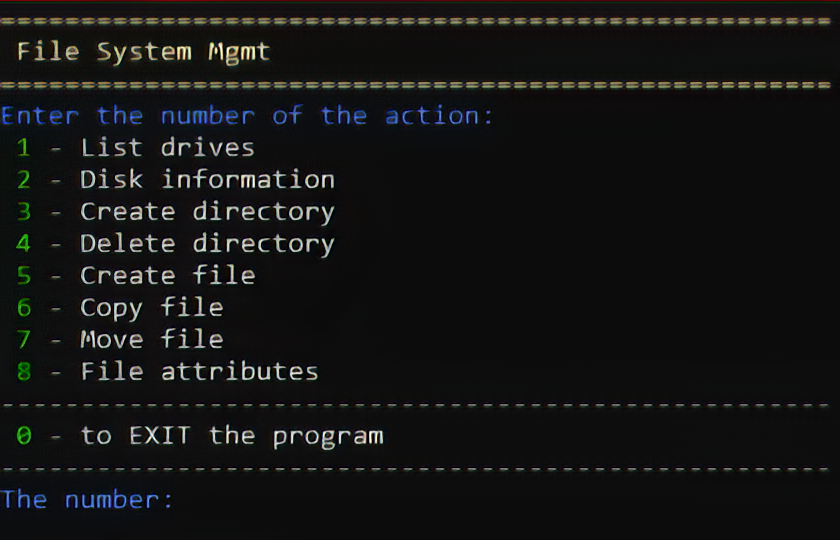 ====================================================
File System Mgmt
====================================================
Enter the number of the action:
1 - List drives
2 - Disk information
3 - Create directory
4 - Delete directory
5 - Create file
6 - Copy file
7 - Move file
8 - File attributes
----------------------------------------------------
0 - to EXIT the program
----------------------------------------------------
The number: